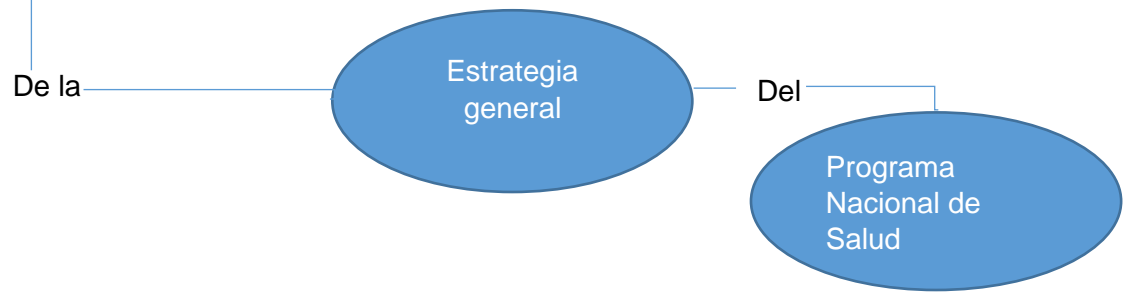 De la
Estrategia
general
Del
Programa
Nacional de
Salud